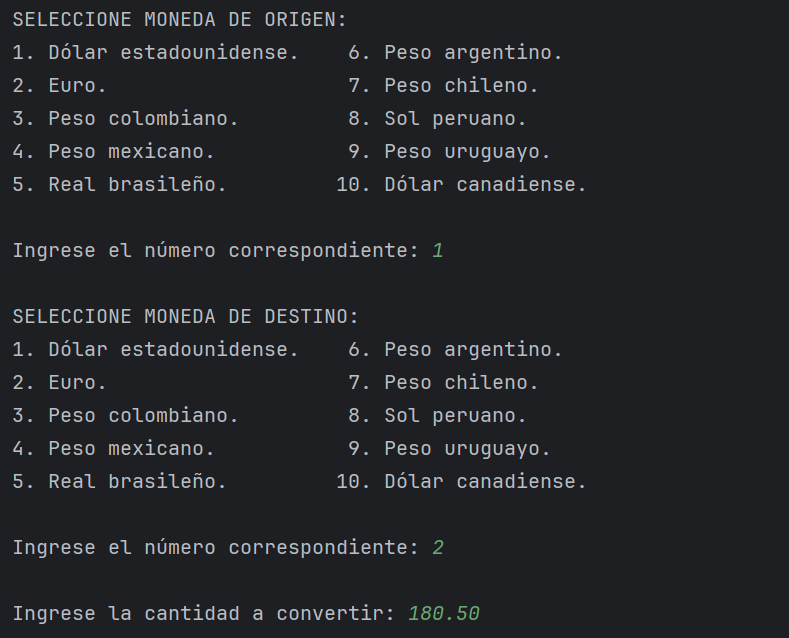 SELECCIONE MONEDA DE ORIGEN:
1. Dólar estadounidense.    6. Peso argentino.
2. Euro.                    7. Peso chileno.
3. Peso colombiano.         8. Sol peruano.
4. Peso mexicano.           9. Peso uruguayo.
5. Real brasileño.         10. Dólar canadiense.

Ingrese el número correspondiente: 1

SELECCIONE MONEDA DE DESTINO:
1. Dólar estadounidense.    6. Peso argentino.
2. Euro.                    7. Peso chileno.
3. Peso colombiano.         8. Sol peruano.
4. Peso mexicano.           9. Peso uruguayo.
5. Real brasileño.         10. Dólar canadiense.

Ingrese el número correspondiente: 2

Ingrese la cantidad a convertir: 180.50